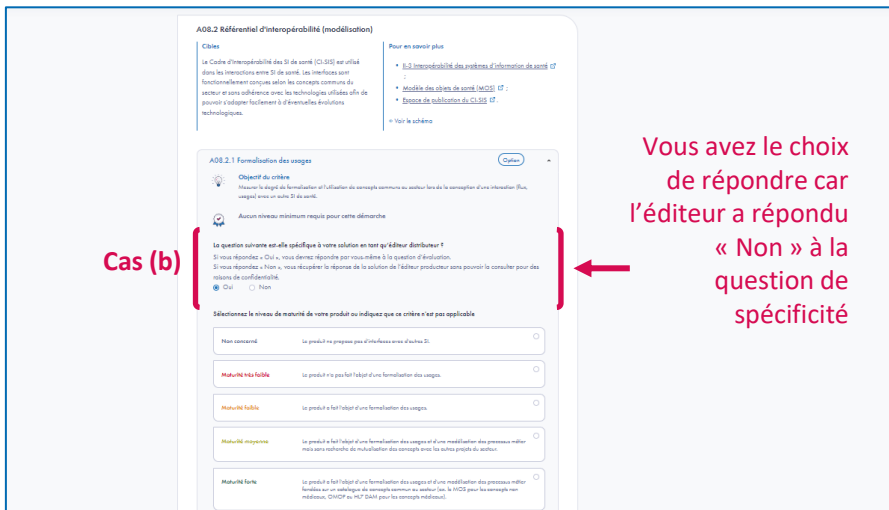 A08.2 Référentiel d'Interopérabilité (modélisation)
Cibles
Le Cadre d'Interopérabilité des SI de santé (CI-SIS) est utilisé
dans les interactions entre SI de santé. Les interfaces sont
fonctionnellement conçues selon les concepts communs du
secteur et sans adhérence avec les technologies utilisées afin de
pouvoir s'adapter facilement à d'éventuelles évolutions
technologiques.
Pour en savoir plus
• II-3 Interopérabilité des systèmes d'information de santé
;
• Modèle des objets de santé (MOS) ;
• Espace de publication du CI-SIS .
Voir le schéma
A08.2.1 Formalisation des usages
Option
Objectif du critère
Mesurer le degré de formalisation et l'utilisation de concepts communs au secteur lors de la conception d'une interaction (flux,
usages) avec un autre SI de santé.
Aucun niveau minimum requis pour cette démarche
Cas (b)
La question suivante est-elle spécifique à votre solution en tant qu'éditeur distributeur ?
Si vous répondez « Oui », vous devrez répondre par vous-même à la question d'évaluation.
Si vous répondez « Non », vous récupérer la réponse de la solution de l'éditeur producteur sans pouvoir la consulter pour des
raisons de confidentialité.
Oui Non
Vous avez le choix
de répondre car
l'éditeur a répondu
« Non » à la
question de
spécificité
Sélectionnez le niveau de maturité de votre produit ou indiquez que ce critère n'est pas applicable
Non concerné Le produit ne propose pas d'interfaces avec d'autres SI.
Maturité très faible Le produit n'a pas fait l'objet d'une formalisation des usages.
Maturité faible Le produit a fait l'objet d'une formalisation des usages.
Maturité moyenne Le produit a fait l'objet d'une formalisation des usages et d'une modélisation des processus métier
mais sans recherche de mutualisation des concepts avec les autres projets du secteur.
Maturité forte Le produit a fait l'objet d'une formalisation des usages et d'une modélisation des processus métier
fondées sur un catalogue de concepts commun au secteur (ex. le MOS pour les concepts non
médicaux, OMOP ou HL7 DAM pour les concepts médicaux).